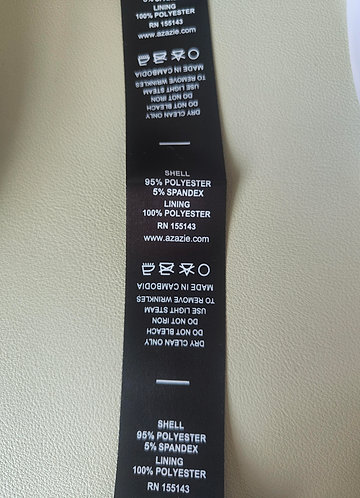 5% SPANDEX
LINING
100% POLYESTER
RN 155143
www.azazie.com
MADE IN CAMBODIA
TO REMOVE WRINKLES
USE LIGHT STEAM
DO NOT IRON
DO NOT BLEACH
DRY CLEAN ONLY
SHELL
95% POLYESTER
5% SPANDEX
LINING
100% POLYESTER
RN 155143
www.azazie.com
MADE IN CAMBODIA
TO REMOVE WRINKLES
USE LIGHT STEAM
DO NOT IRON
DO NOT BLEACH
DRY CLEAN ONLY
SHELL
95% POLYESTER
5% SPANDEX
LINING
100% POLYESTER
RN 155143